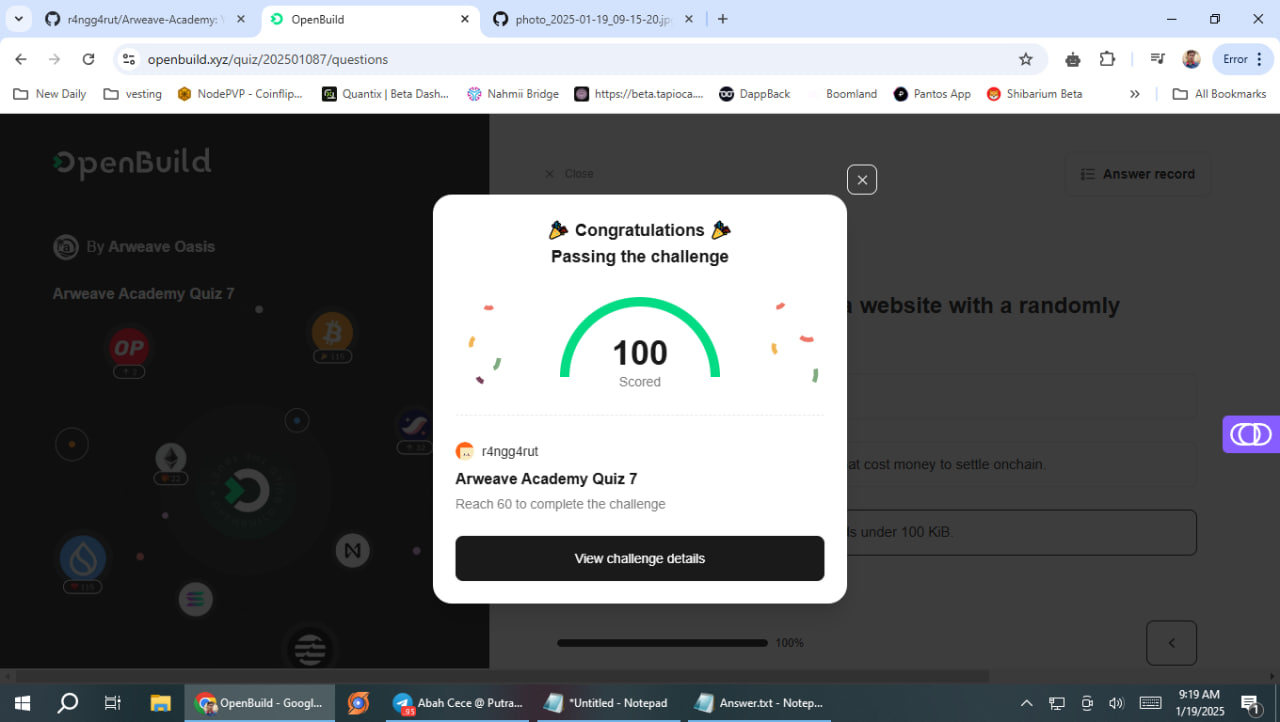 r4ngg4rut/Arweave-Academy: Y
OpenBuild
photo_2025-01-19_09-15-20.jp
openbuild.xyz/quiz/202501087/questions
Error
New Daily
vesting
NodePVP - Coinflip...
Quantix | Beta Dash...
Nahmii Bridge
https://beta.tapioca....
DappBack
Boomland
Pantos App
Shibarium Beta
All Bookmarks
OpenBuild
Close
Answer record
By Arweave Oasis
Arweave Academy Quiz 7
a website with a randomly
at cost money to settle onchain.
ls under 100 KiB.
100%
OP
Congratulations
Passing the challenge
100
Scored
r4ngg4rut
Arweave Academy Quiz 7
Reach 60 to complete the challenge
View challenge details
OpenBuild - Googl...
95
Abah Cece @ Putra...
*Untitled - Notepad
Answer.txt - Notep...
9:19 AM
1/19/2025
1